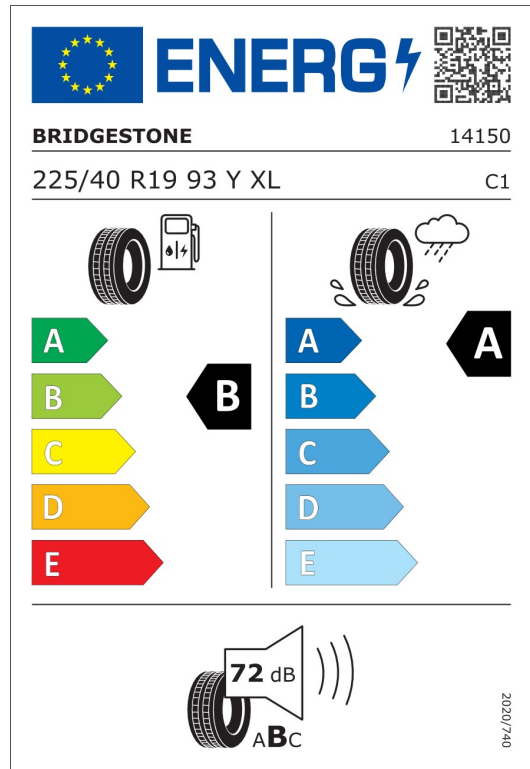 ENERG
BRIDGESTONE 14150
225/40 R19 93 Y XL C1
A A A
B B B
C C
D D
E E
72 dB
ABC
2020/740